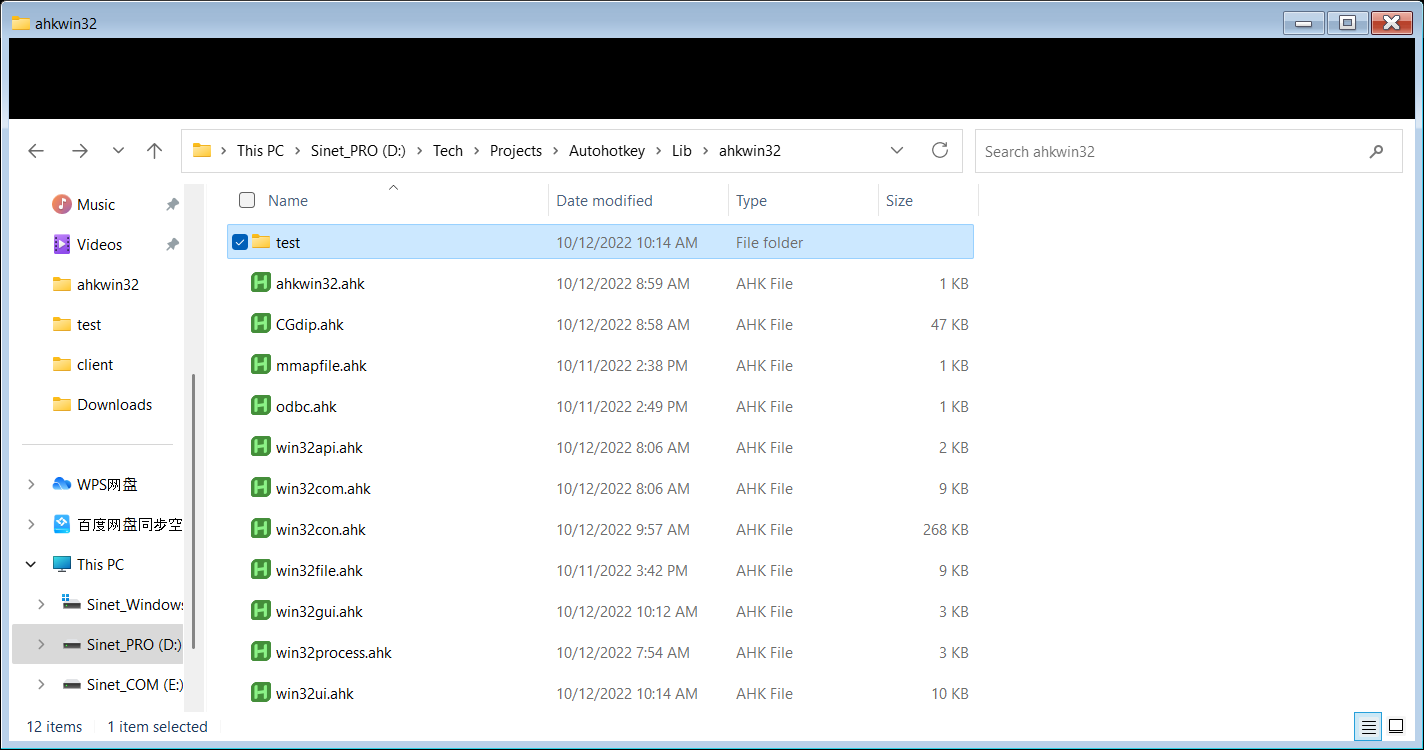 ahkwin32
This PC > Sinet_PRO (D:) > Tech > Projects > Autohotkey > Lib > ahkwin32
Search ahkwin32
Music
Videos
ahkwin32
test
client
Downloads
WPS网盘
百度网盘同步空
This PC
Sinet_Windows
Sinet_PRO (D:)
Sinet_COM (E:)
Name Date modified Type Size
test 10/12/2022 10:14 AM File folder
ahkwin32.ahk 10/12/2022 8:59 AM AHK File 1 KB
CGdip.ahk 10/12/2022 8:58 AM AHK File 47 KB
mmapfile.ahk 10/11/2022 2:38 PM AHK File 1 KB
odbc.ahk 10/11/2022 2:49 PM AHK File 1 KB
win32api.ahk 10/12/2022 8:06 AM AHK File 2 KB
win32com.ahk 10/12/2022 8:06 AM AHK File 9 KB
win32con.ahk 10/12/2022 9:57 AM AHK File 268 KB
win32file.ahk 10/11/2022 3:42 PM AHK File 9 KB
win32gui.ahk 10/12/2022 10:12 AM AHK File 3 KB
win32process.ahk 10/12/2022 7:54 AM AHK File 3 KB
win32ui.ahk 10/12/2022 10:14 AM AHK File 10 KB
12 items 1 item selected